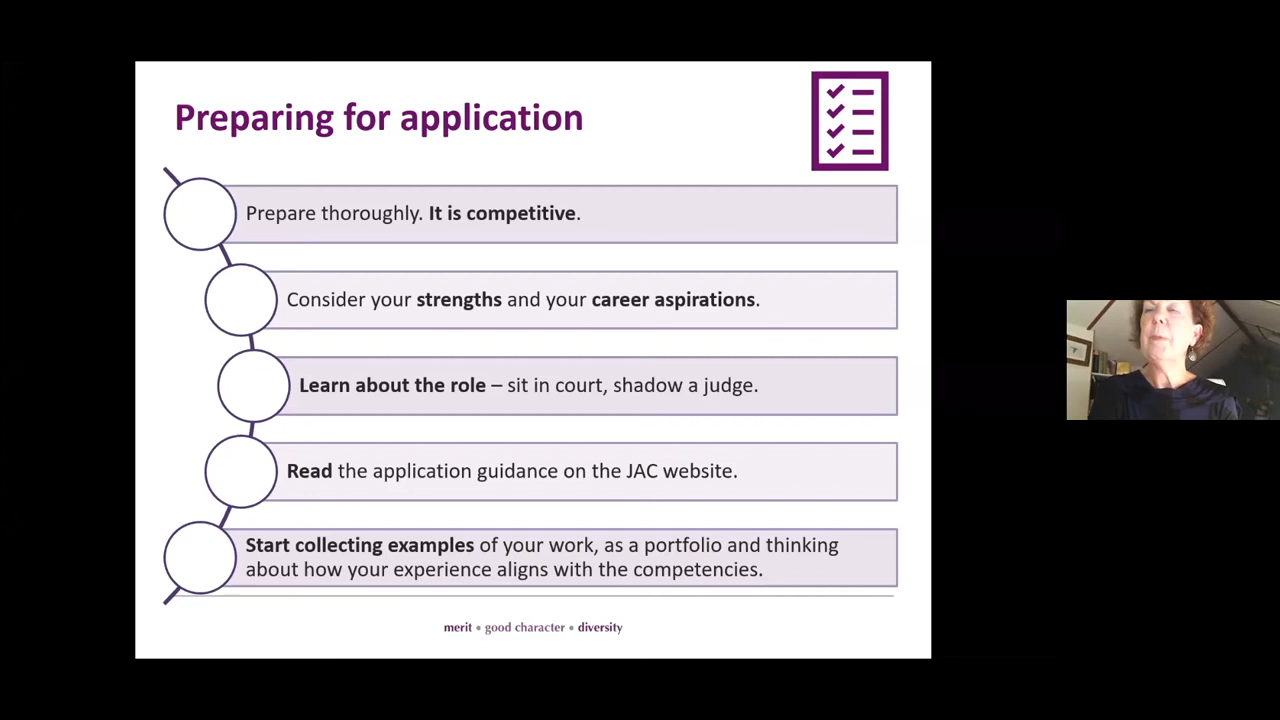 Preparing for application
Prepare thoroughly. It is competitive.
Consider your strengths and your career aspirations.
Learn about the role – sit in court, shadow a judge.
Read the application guidance on the JAC website.
Start collecting examples of your work, as a portfolio and thinking
about how your experience aligns with the competencies.
merit • good character • diversity